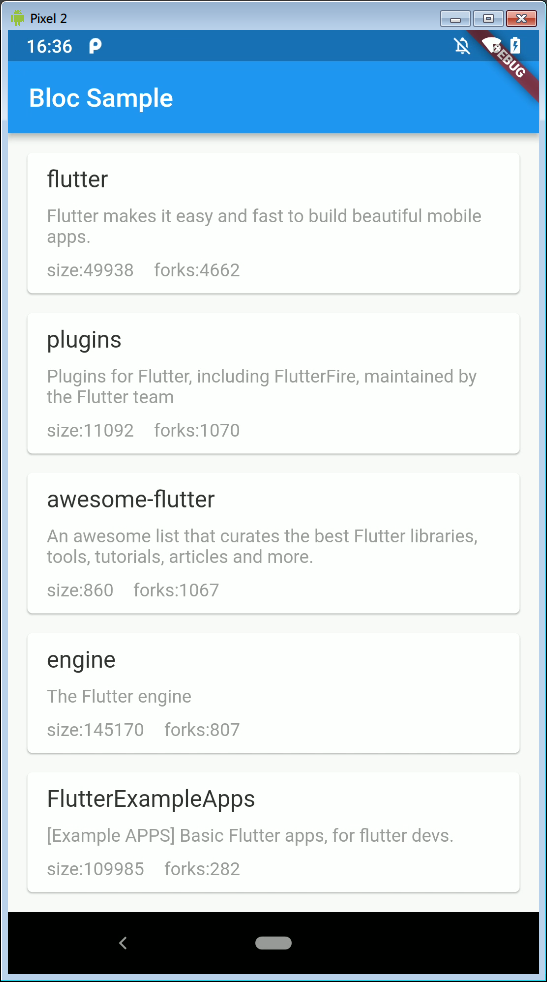 Pixel 2
16:36
DEBUG
Bloc Sample
flutter
Flutter makes it easy and fast to build beautiful mobile
apps.
size:49938 forks:4662
plugins
Plugins for Flutter, including FlutterFire, maintained by
the Flutter team
size:11092 forks:1070
awesome-flutter
An awesome list that curates the best Flutter libraries,
tools, tutorials, articles and more.
size:860 forks:1067
engine
The Flutter engine
size:145170 forks:807
FlutterExampleApps
[Example APPS] Basic Flutter apps, for flutter devs.
size:109985 forks:282